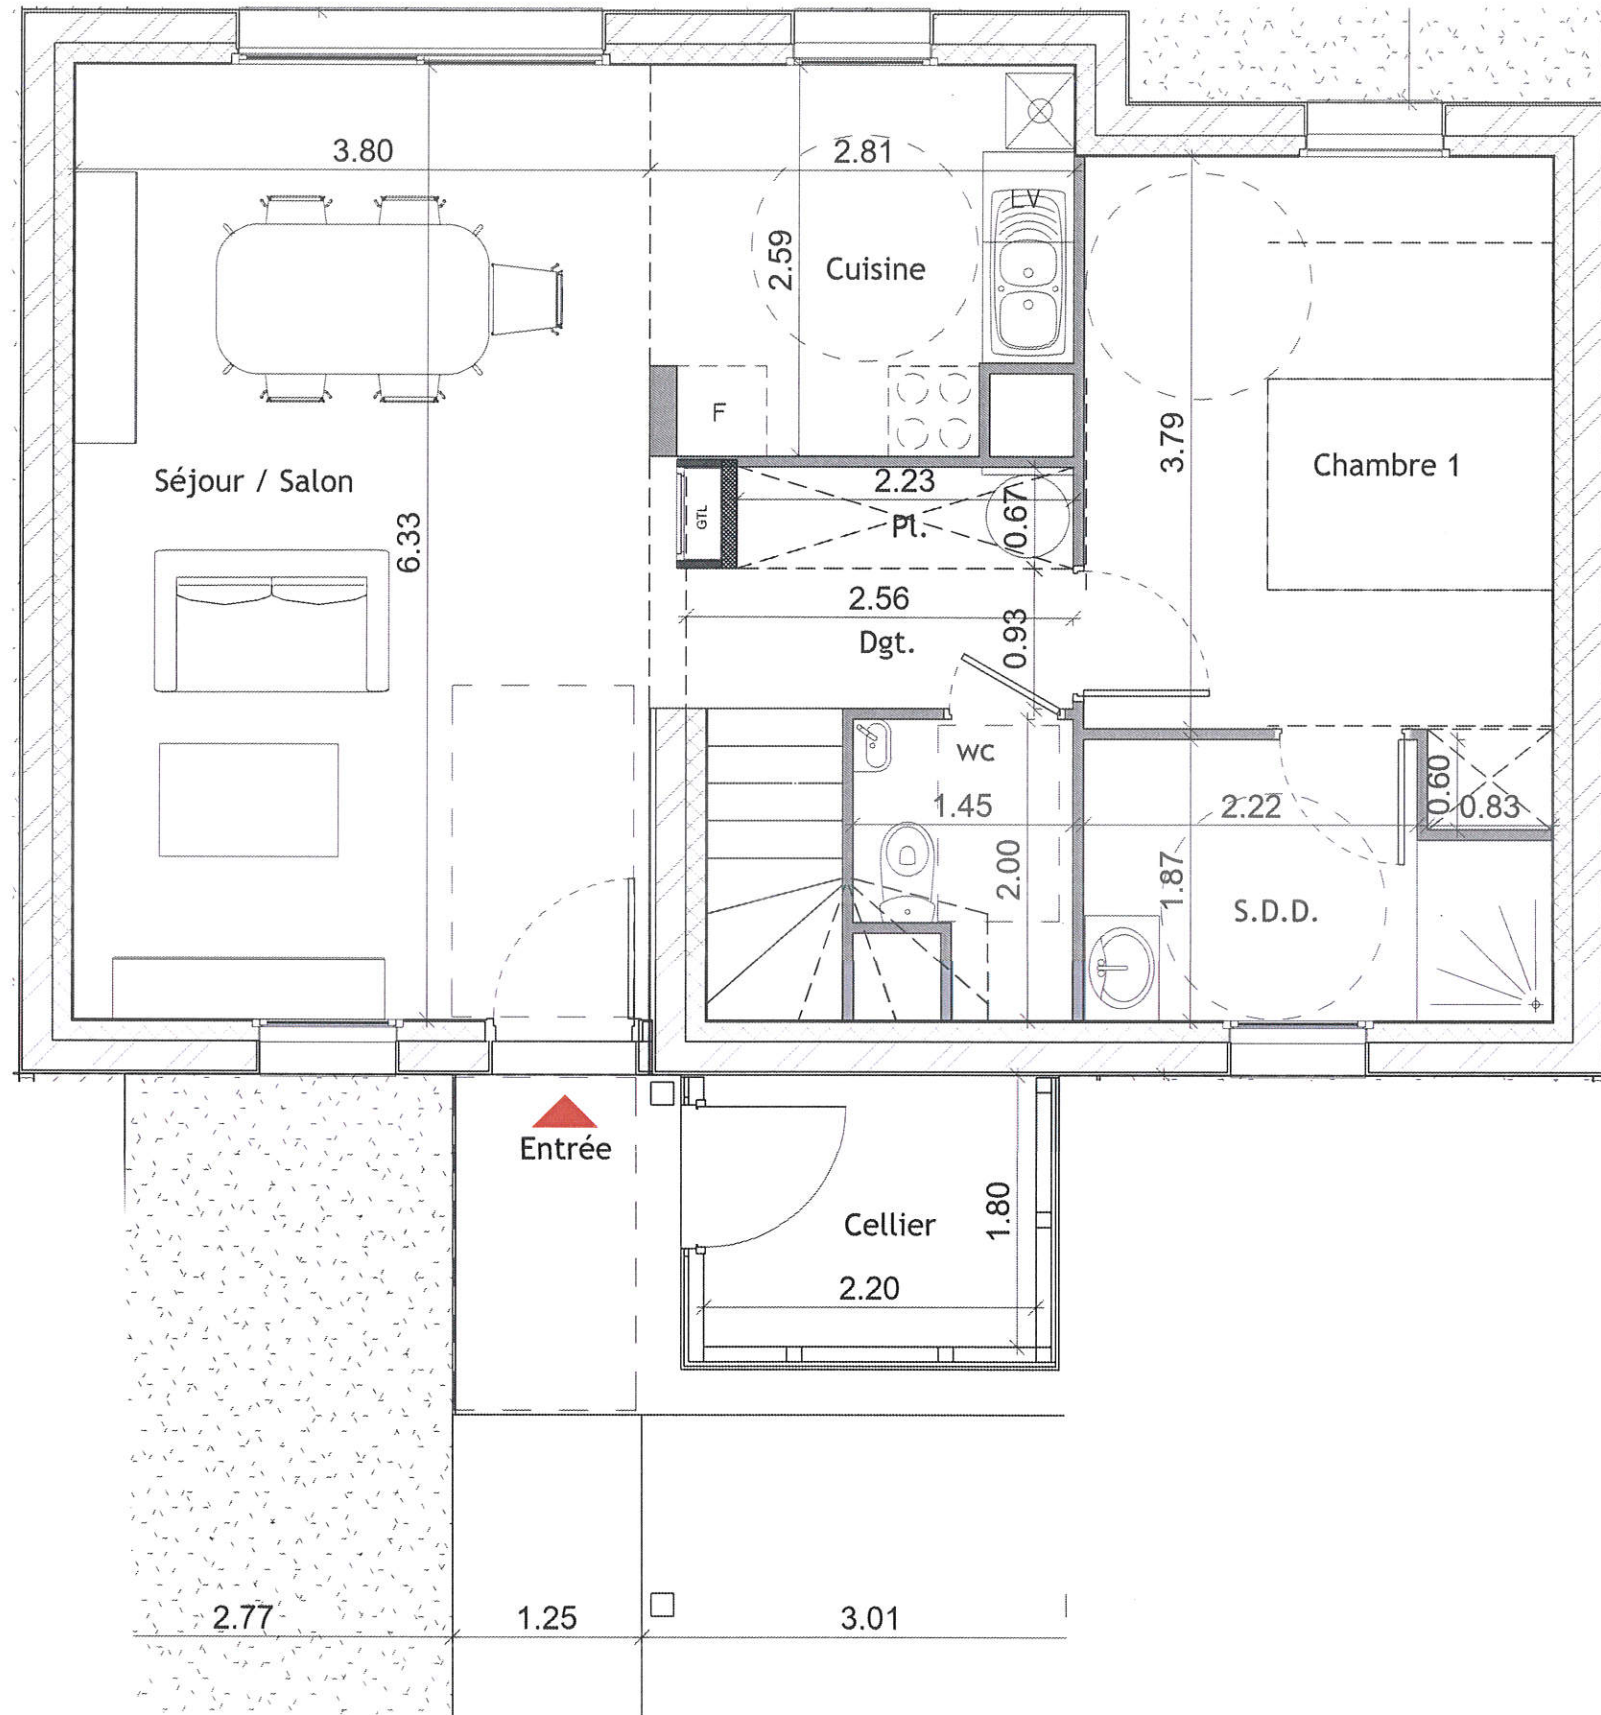 3.80
2.81
LV
2.59
Cuisine
F
3.79
Chambre 1
Séjour / Salon
6.33
2.23
GTL
Pl.
0.67
2.56
Dgt.
0.93
WC
1.45
2.00
2.22
0.60
0.83
1.87
S.D.D.
Entrée
Cellier
1.80
2.20
2.77
1.25
3.01